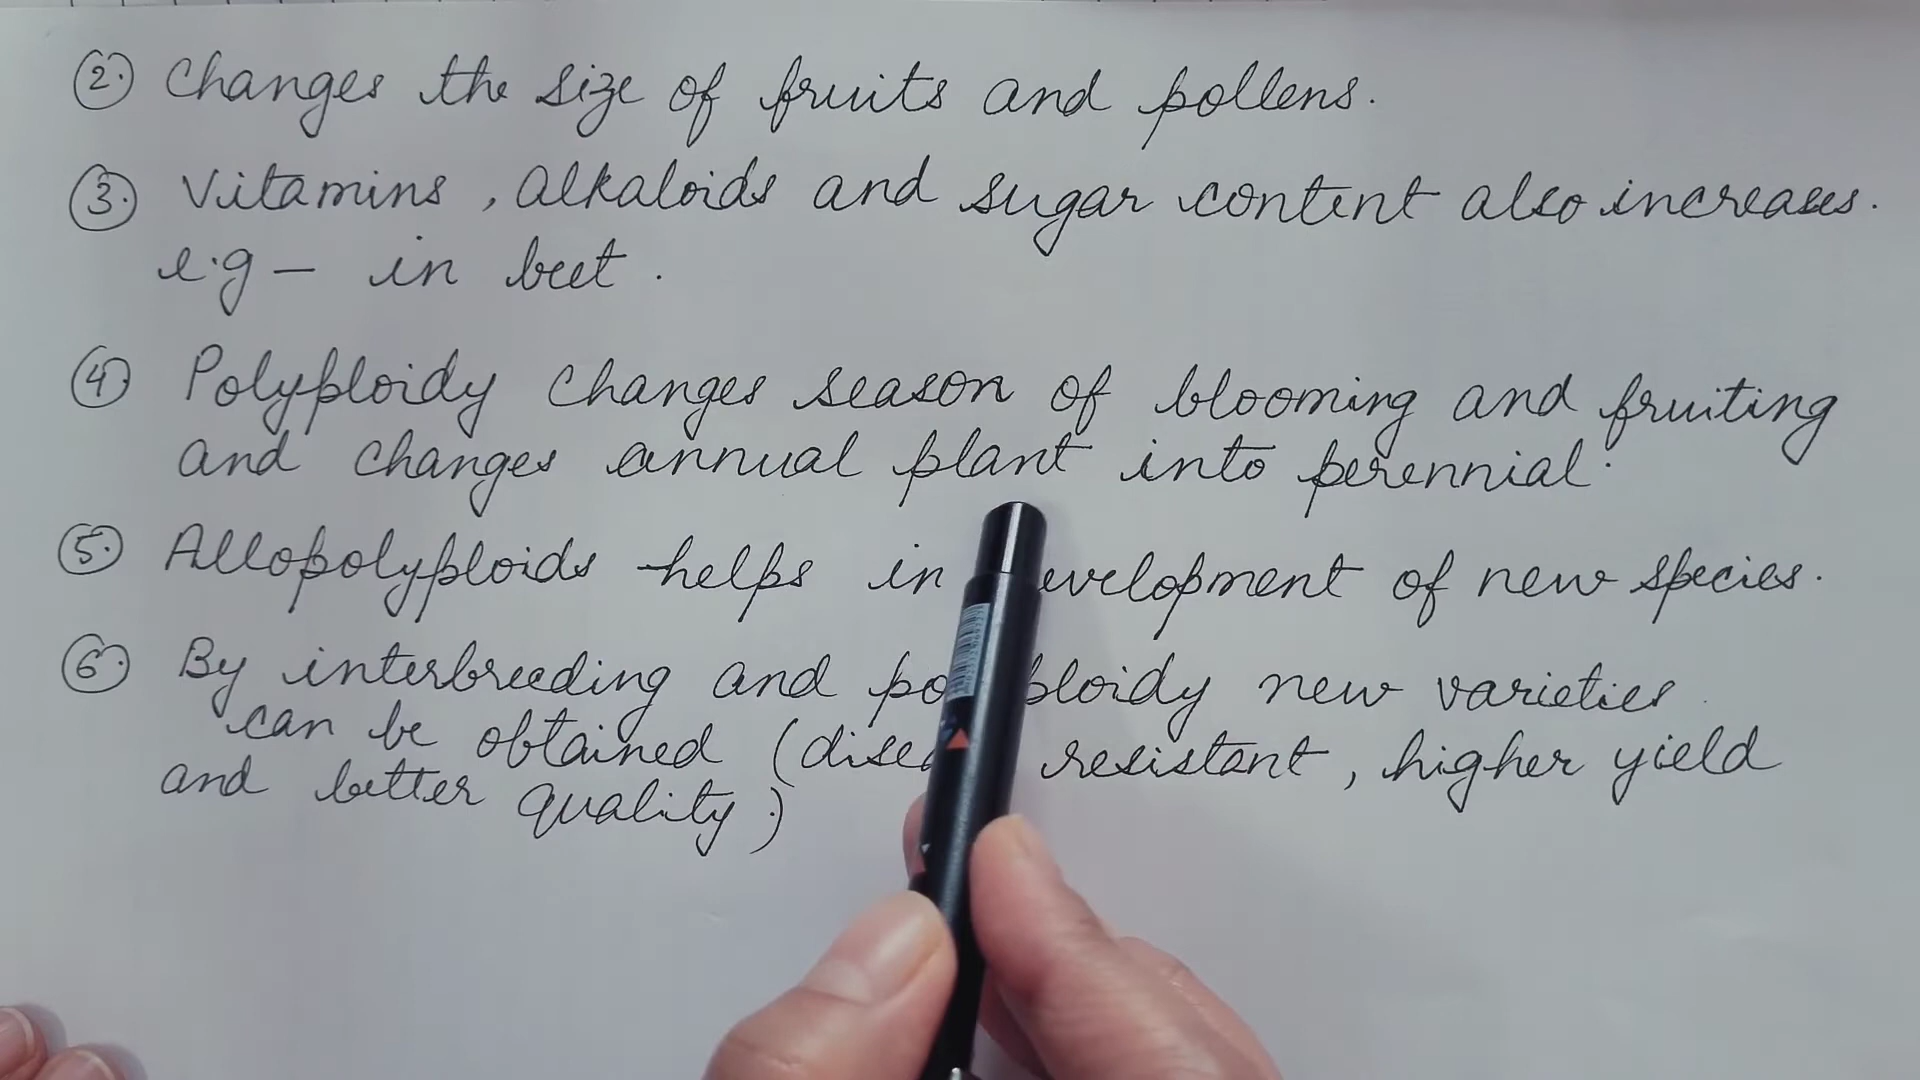 2. Changes the size of fruits and pollens.
3. Vitamins, Alkaloids and sugar content also increases.
e.g - in beet.
4. Polyploidy changes season of blooming and fruiting
and changes annual plant into perennial.
5. Allopolyploids helps in evelopment of new species.
6. By interbreeding and po ploidy new varieties
can be obtained (dise resistant, higher yield
and better quality.)